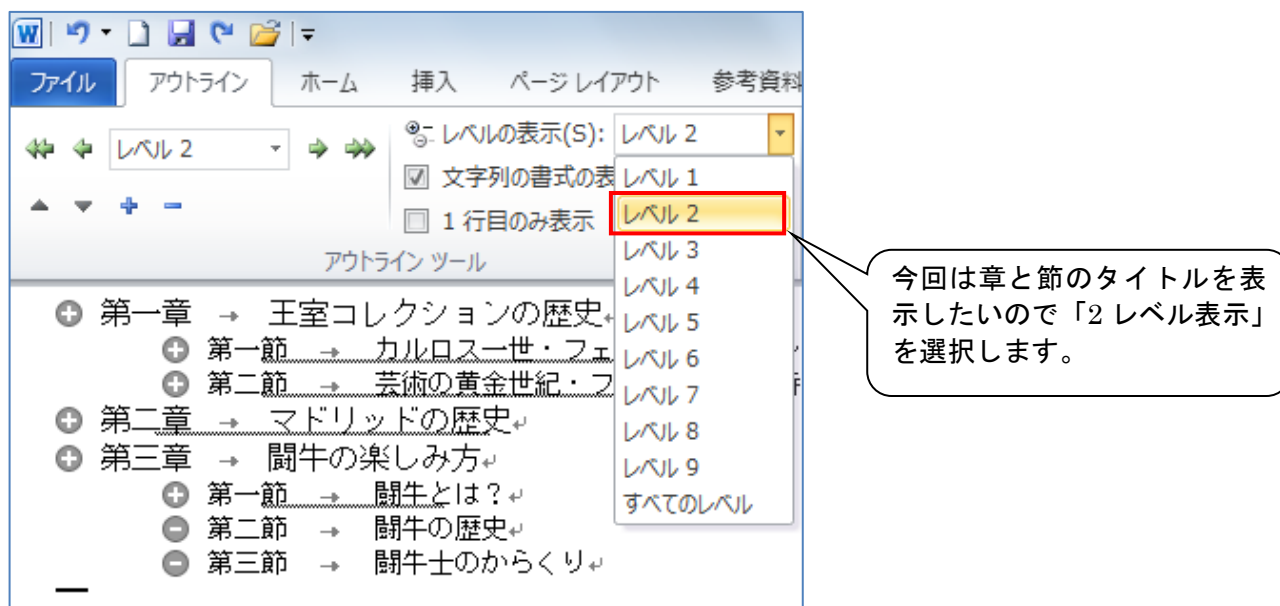 ファイル アウトライン ホーム 挿入 ページ レイアウト 参考資料
レベル 2
レベルの表示(S): レベル 2
文字列の書式の表
1 行目のみ表示
アウトライン ツール
レベル 1
レベル 2
レベル 3
レベル 4
レベル 5
レベル 6
レベル 7
レベル 8
レベル 9
すべてのレベル
第一章 → 王室コレクションの歴史↵
第一節 → カルロス一世・フェ
第二節 → 芸術の黄金世紀・フ
第二章 → マドリッドの歴史↵
第三章 → 闘牛の楽しみ方↵
第一節 → 闘牛とは？↵
第二節 → 闘牛の歴史↵
第三節 → 闘牛士のからくり↵
今回は章と節のタイトルを表
示したいので「2 レベル表示」
を選択します。